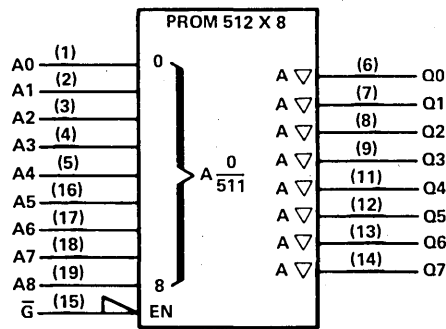 PROM 512 X 8
A0 (1) 0 A ▽ (6) Q0
A1 (2) A ▽ (7) Q1
A2 (3) A ▽ (8) Q2
A3 (4) A ▽ (9) Q3
A4 (5) A 0/511 A ▽ (11) Q4
A5 (16) A ▽ (12) Q5
A6 (17) A ▽ (13) Q6
A7 (18) A ▽ (14) Q7
A8 (19) 8
G̅ (15) EN